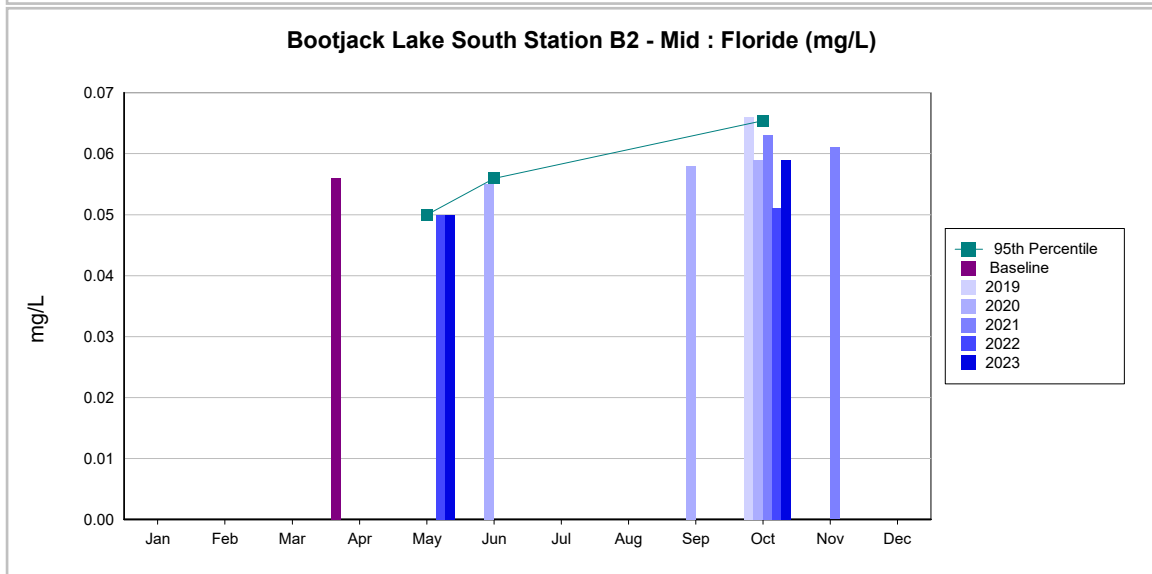 Bootjack Lake South Station B2 - Mid : Floride (mg/L)
0.07
0.06
0.05
0.04
0.03
0.02
0.01
0.00
mg/L
Jan Feb Mar Apr May Jun Jul Aug Sep Oct Nov Dec
95th Percentile
Baseline
2019
2020
2021
2022
2023